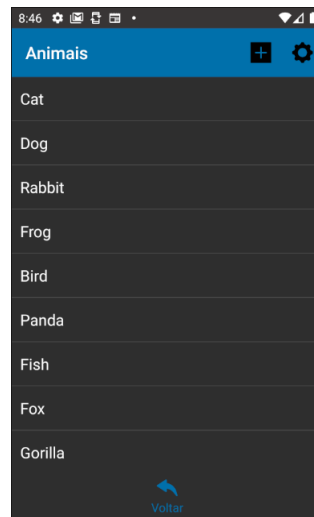 8:46
Animais
Cat
Dog
Rabbit
Frog
Bird
Panda
Fish
Fox
Gorilla
Voltar